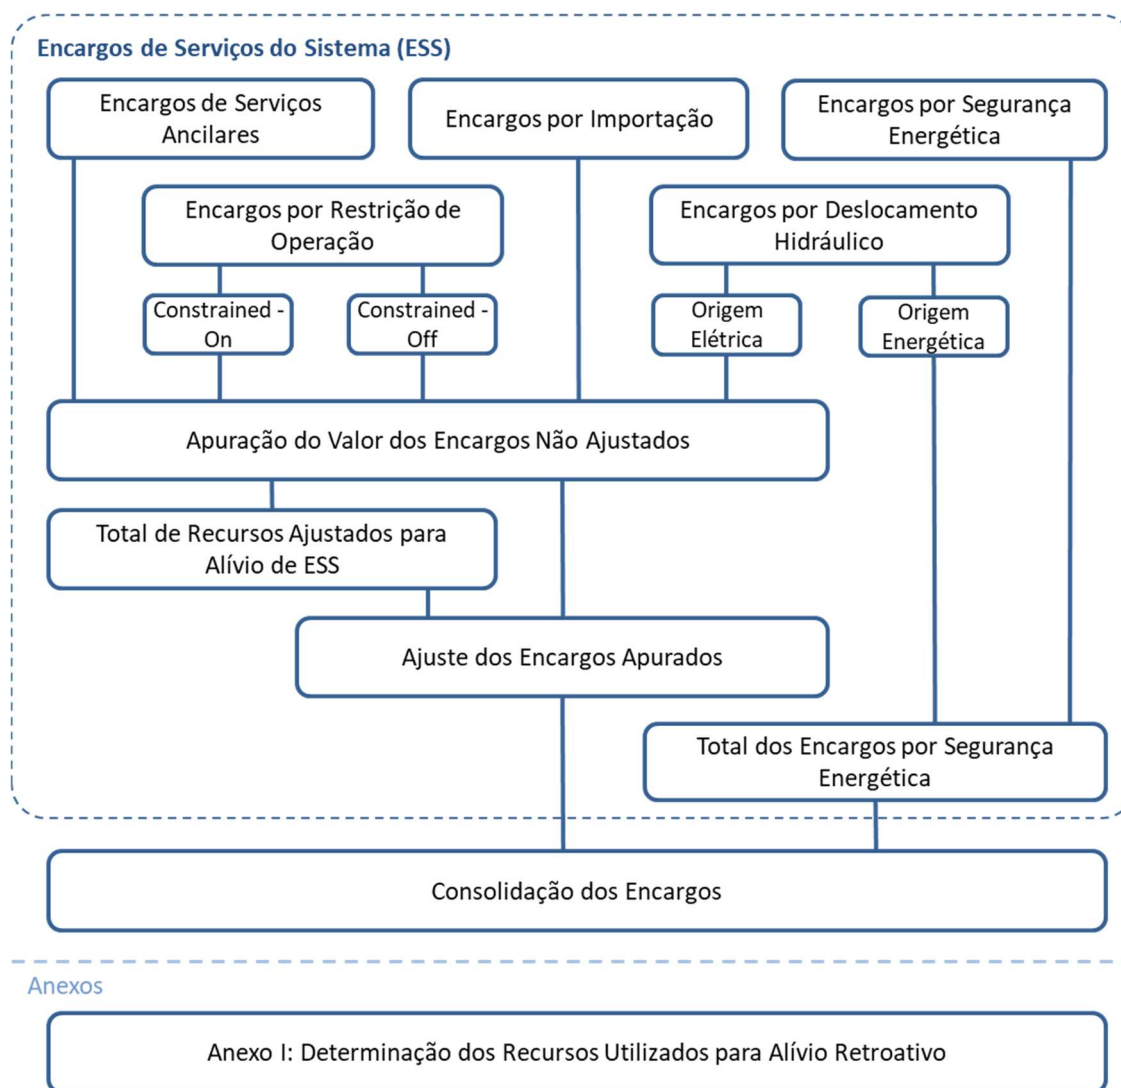 Encargos de Serviços do Sistema (ESS)
Encargos de Serviços
Ancilares
Encargos por Importação
Encargos por Segurança
Energética
Encargos por Restrição de
Operação
Encargos por Deslocamento
Hidráulico
Constrained -
On
Constrained -
Off
Origem
Elétrica
Origem
Energética
Apuração do Valor dos Encargos Não Ajustados
Total de Recursos Ajustados para
Alívio de ESS
Ajuste dos Encargos Apurados
Total dos Encargos por Segurança
Energética
Consolidação dos Encargos
Anexos
Anexo I: Determinação dos Recursos Utilizados para Alívio Retroativo